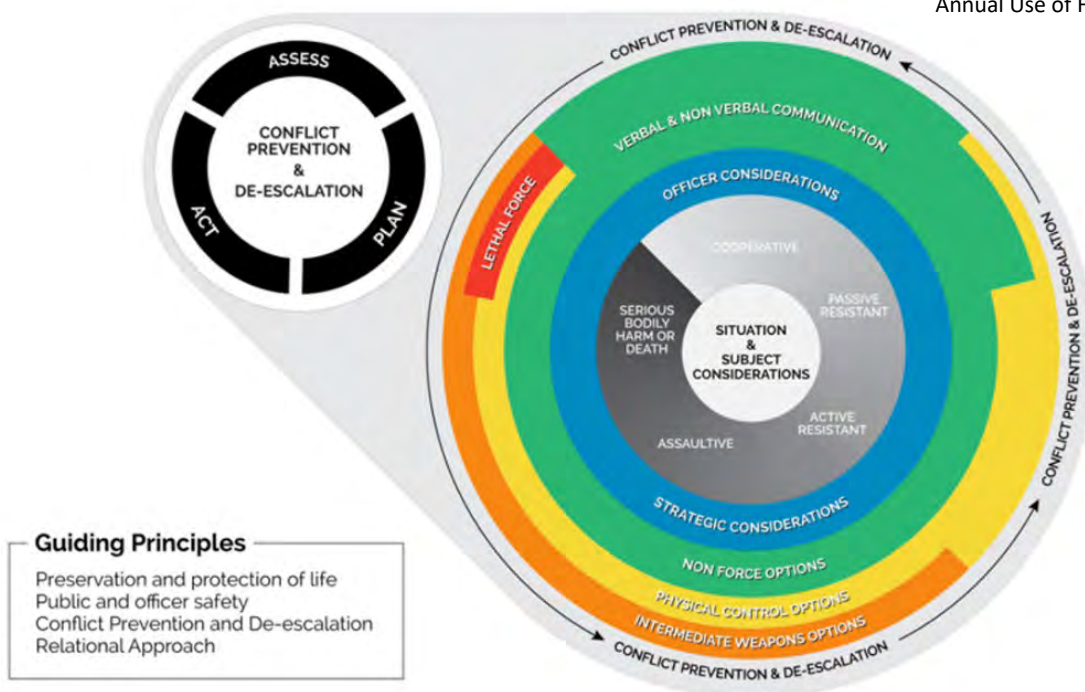 Annual Use of
CONFLICT PREVENTION & DE-ESCALATION
ASSESS
PLAN
ACT
CONFLICT
PREVENTION
&
DE-ESCALATION
VERBAL & NON VERBAL COMMUNICATION
OFFICER CONSIDERATIONS
LETHAL FORCE
COOPERATIVE
PASSIVE
RESISTANT
ACTIVE
RESISTANT
ASSAULTIVE
SERIOUS
BODILY
HARM OR
DEATH
SITUATION
&
SUBJECT
CONSIDERATIONS
CONFLICT PREVENTION & DE-ESCALATION
STRATEGIC CONSIDERATIONS
NON FORCE OPTIONS
PHYSICAL CONTROL OPTIONS
INTERMEDIATE WEAPONS OPTIONS
CONFLICT PREVENTION & DE-ESCALATION
Guiding Principles
Preservation and protection of life
Public and officer safety
Conflict Prevention and De-escalation
Relational Approach